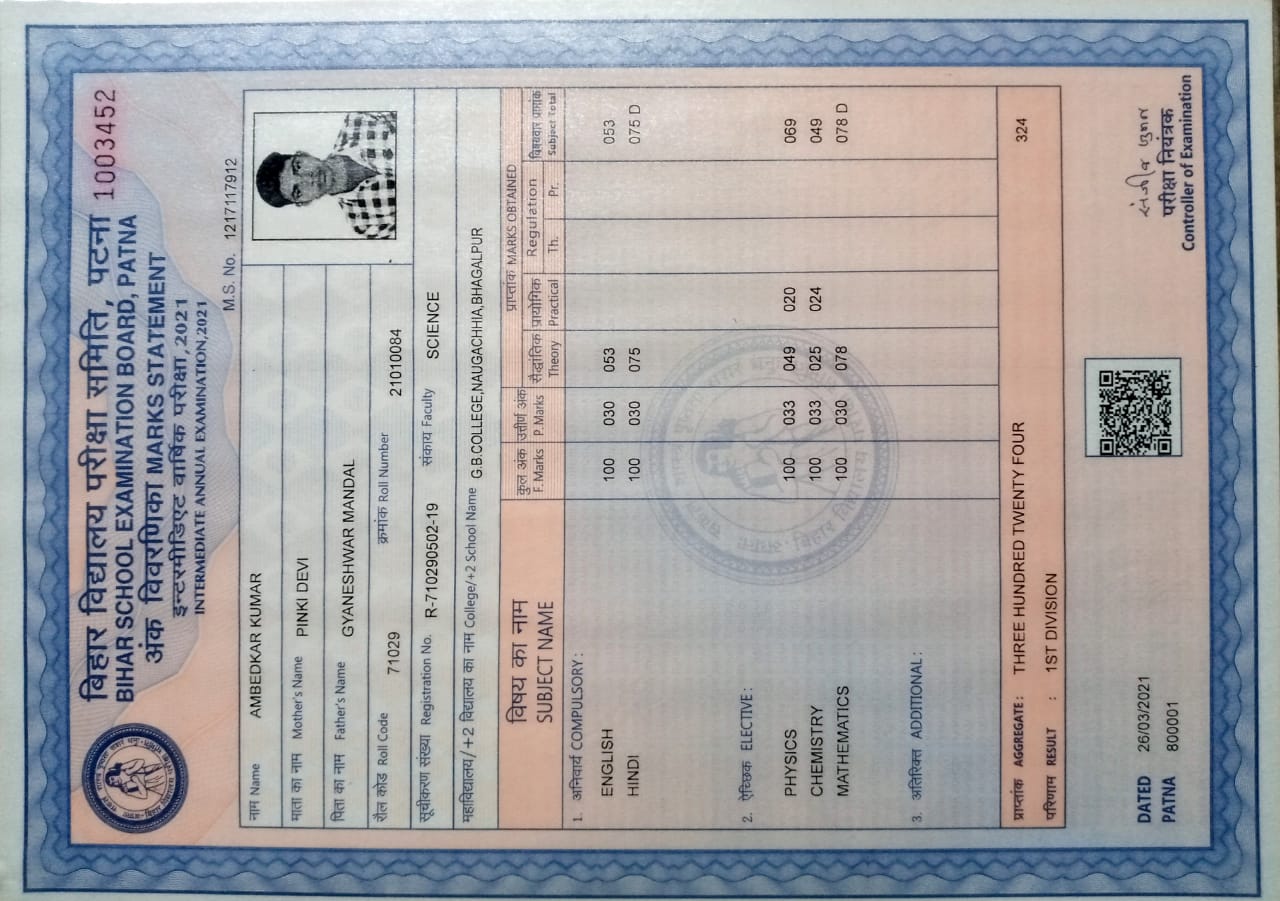 बिहार विद्यालय परीक्षा समिति, पटना 1003452
BIHAR SCHOOL EXAMINATION BOARD, PATNA
अंक विवरणिका MARKS STATEMENT
इन्टरमीडिएट वार्षिक परीक्षा, 2021
INTERMEDIATE ANNUAL EXAMINATION,2021
M.S. No. 1217117912
नाम Name AMBEDKAR KUMAR
माता का नाम Mother's Name PINKI DEVI
पिता का नाम Father's Name GYANESHWAR MANDAL
रौल कोड Roll Code 71029 क्रमांक Roll Number 21010084
सूचीकरण संख्या Registration No. R-710290502-19 संकाय Faculty SCIENCE
महाविद्यालय/+2 विद्यालय का नाम College/+2 School Name G.B.COLLEGE,NAUGACHHIA,BHAGALPUR
प्राप्तांक MARKS OBTAINED
विषय का नाम कुल अंक उत्तीर्ण अंक सैद्धांतिक प्रायोगिक Regulation विषयवार प्राप्तांक
SUBJECT NAME F. Marks P. Marks Theory Practical Th. Pr. Subject Total
1. अनिवार्य COMPULSORY :
ENGLISH 100 030 053 053
HINDI 100 030 075 075 D
2. ऐच्छिक ELECTIVE :
PHYSICS 100 033 049 020 069
CHEMISTRY 100 033 025 024 049
MATHEMATICS 100 030 078 078 D
3. अतिरिक्त ADDITIONAL :
प्राप्तांक AGGREGATE : THREE HUNDRED TWENTY FOUR 324
परिणाम RESULT : 1ST DIVISION
DATED 26/03/2021
PATNA 800001
परीक्षा नियंत्रक
Controller of Examination